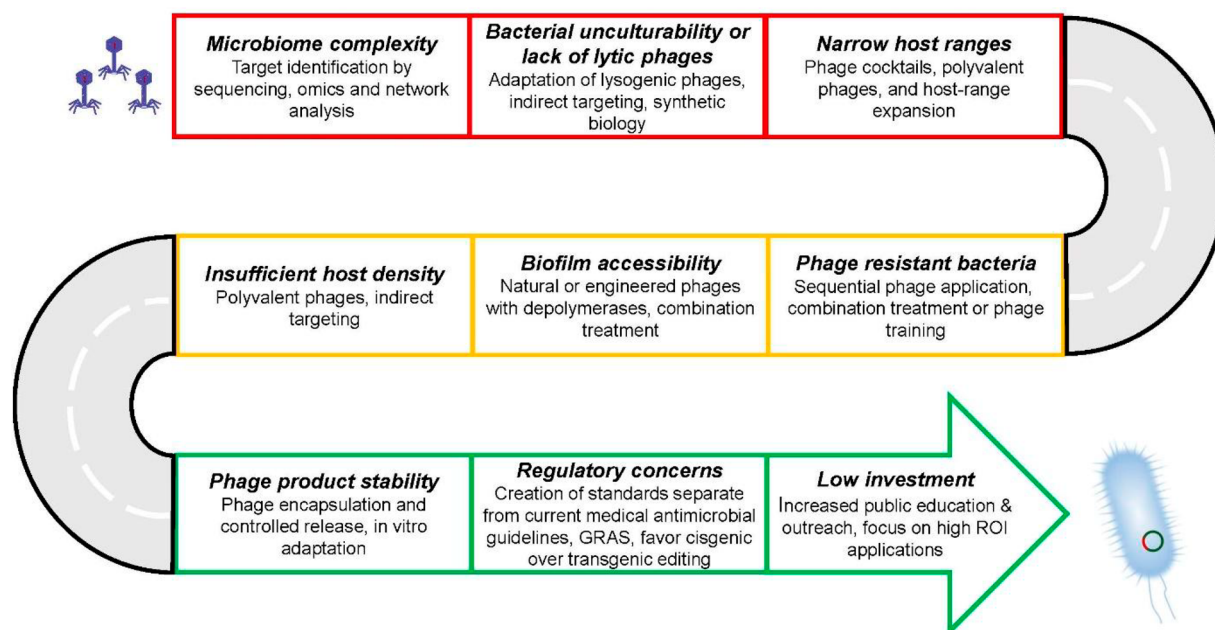 Microbiome complexity
Target identification by
sequencing, omics and network
analysis
Bacterial unculturability or
lack of lytic phages
Adaptation of lysogenic phages,
indirect targeting, synthetic
biology
Narrow host ranges
Phage cocktails, polyvalent
phages, and host-range
expansion
Insufficient host density
Polyvalent phages, indirect
targeting
Biofilm accessibility
Natural or engineered phages
with depolymerases, combination
treatment
Phage resistant bacteria
Sequential phage application,
combination treatment or phage
training
Phage product stability
Phage encapsulation and
controlled release, in vitro
adaptation
Regulatory concerns
Creation of standards separate
from current medical antimicrobial
guidelines, GRAS, favor cisgenic
over transgenic editing
Low investment
Increased public education &
outreach, focus on high ROI
applications